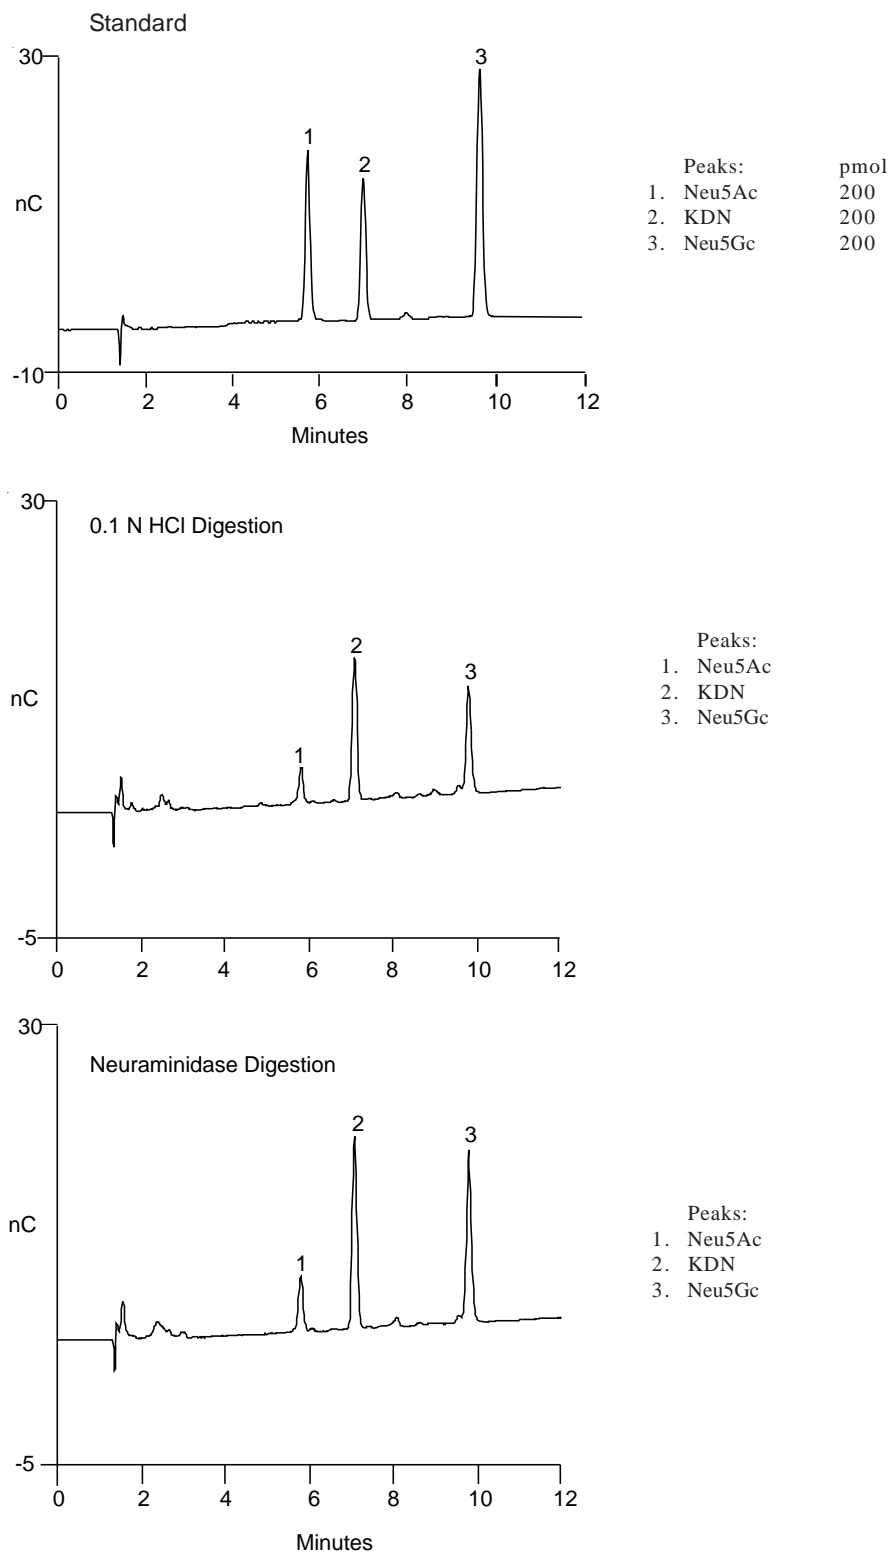 Standard
30
3
1
2
nC
-10
0 2 4 6 8 10 12
Minutes
Peaks: pmol
1. Neu5Ac 200
2. KDN 200
3. Neu5Gc 200
30
0.1 N HCl Digestion
2
3
1
nC
-5
0 2 4 6 8 10 12
Peaks:
1. Neu5Ac
2. KDN
3. Neu5Gc
30
Neuraminidase Digestion
2
3
1
nC
-5
0 2 4 6 8 10 12
Minutes
Peaks:
1. Neu5Ac
2. KDN
3. Neu5Gc